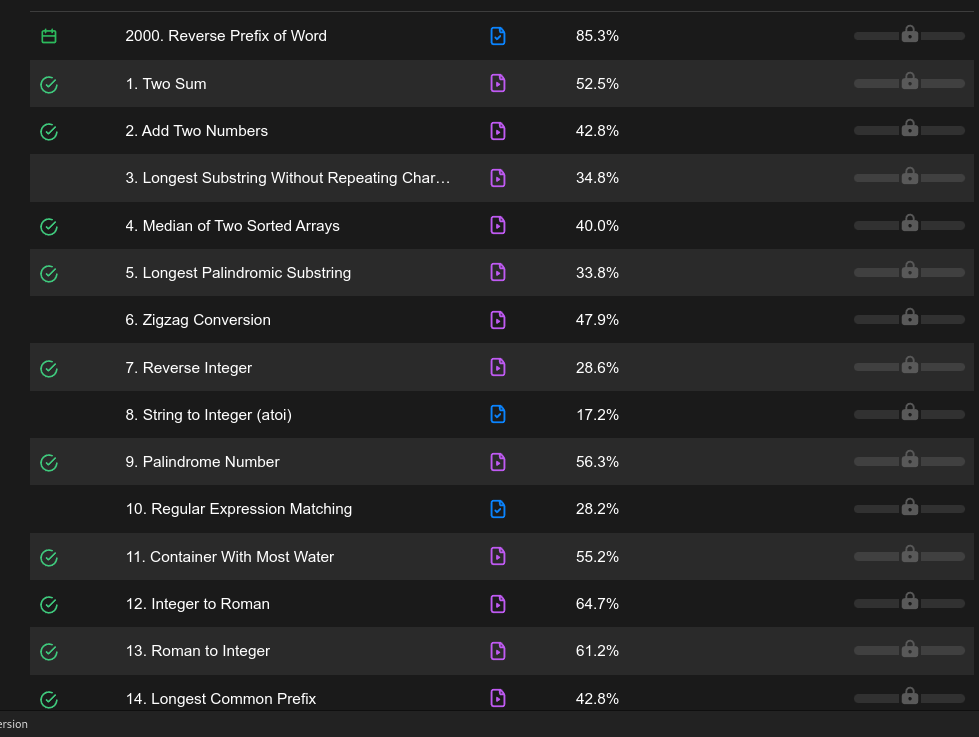 2000. Reverse Prefix of Word 85.3%
1. Two Sum 52.5%
2. Add Two Numbers 42.8%
3. Longest Substring Without Repeating Char… 34.8%
4. Median of Two Sorted Arrays 40.0%
5. Longest Palindromic Substring 33.8%
6. Zigzag Conversion 47.9%
7. Reverse Integer 28.6%
8. String to Integer (atoi) 17.2%
9. Palindrome Number 56.3%
10. Regular Expression Matching 28.2%
11. Container With Most Water 55.2%
12. Integer to Roman 64.7%
13. Roman to Integer 61.2%
14. Longest Common Prefix 42.8%
ersion